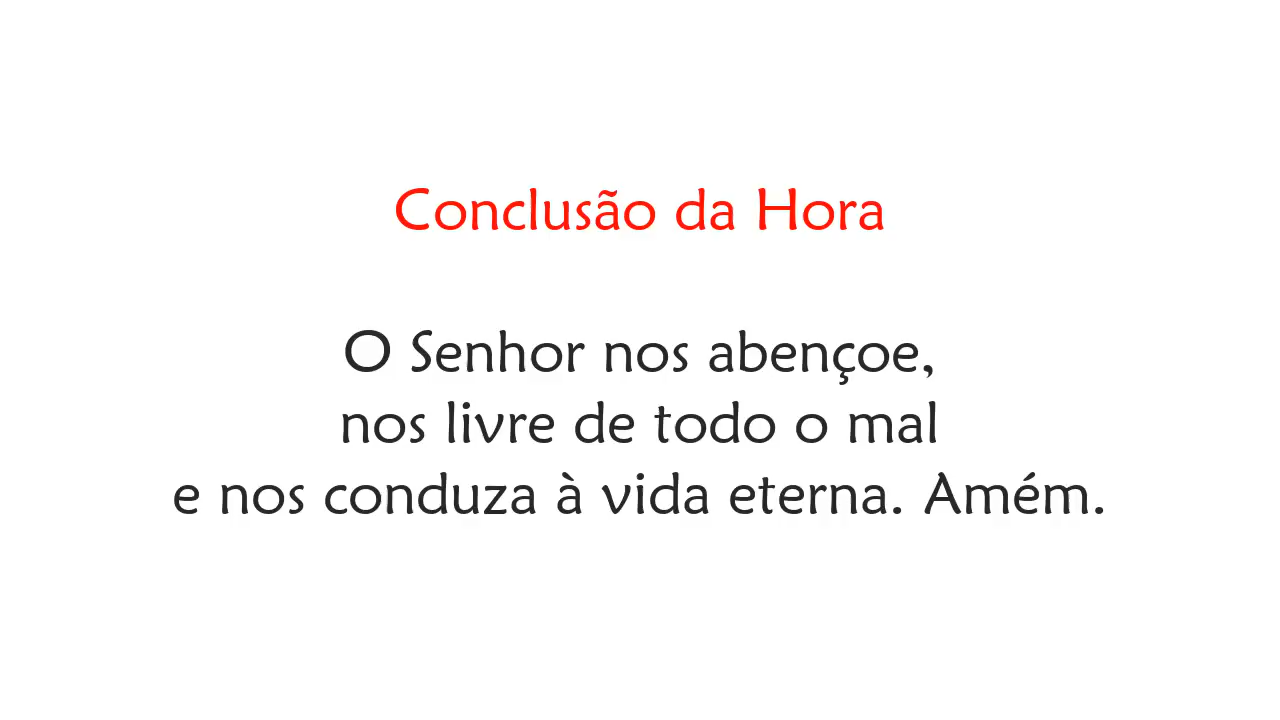 Conclusão da Hora
O Senhor nos abençoe,
nos livre de todo o mal
e nos conduza à vida eterna. Amém.